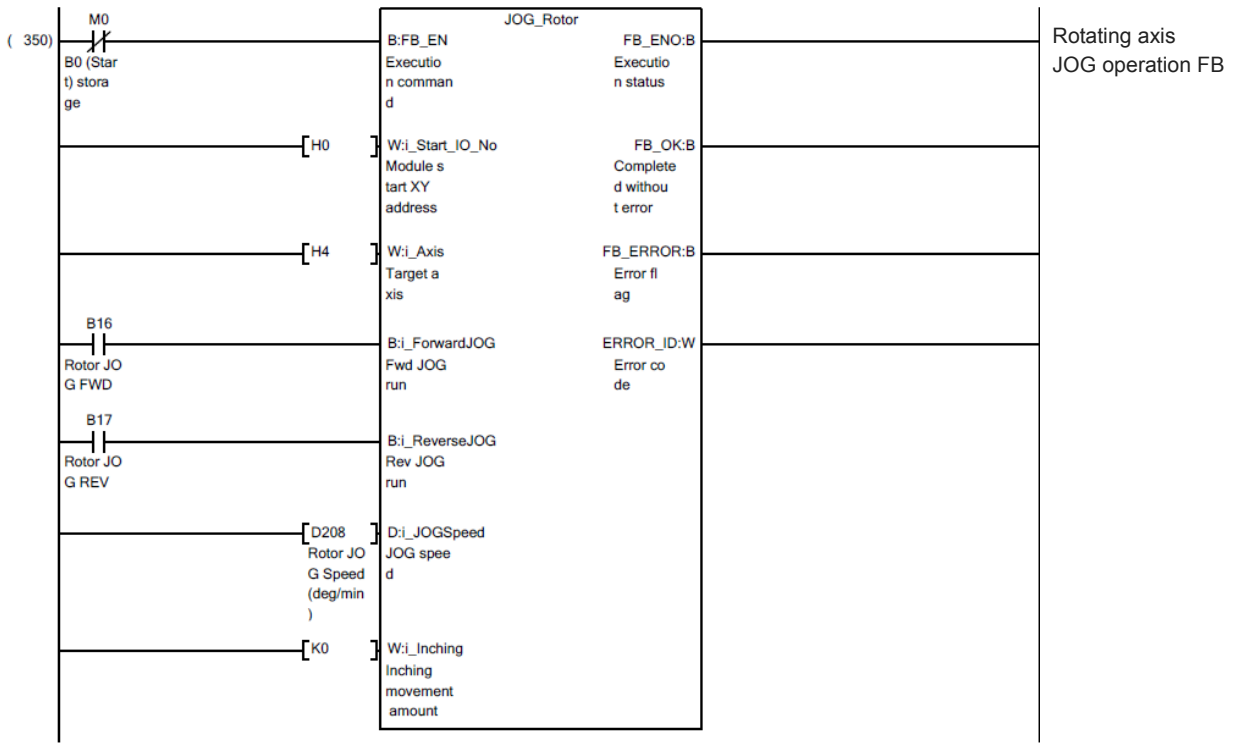 M0
JOG_Rotor
( 350)
B:FB_EN
FB_ENO:B
Rotating axis
JOG operation FB
B0 (Star
t) stora
ge
Executio
n comman
d
Executio
n status
H0
W:i_Start_IO_No
Module s
tart XY
address
FB_OK:B
Complete
d withou
t error
H4
W:i_Axis
Target a
xis
FB_ERROR:B
Error fl
ag
B16
Rotor JO
G FWD
B:i_ForwardJOG
Fwd JOG
run
ERROR_ID:W
Error co
de
B17
Rotor JO
G REV
B:i_ReverseJOG
Rev JOG
run
D208
Rotor JO
G Speed
(deg/min
)
D:i_JOGSpeed
JOG spee
d
K0
W:i_Inching
Inching
movement
amount